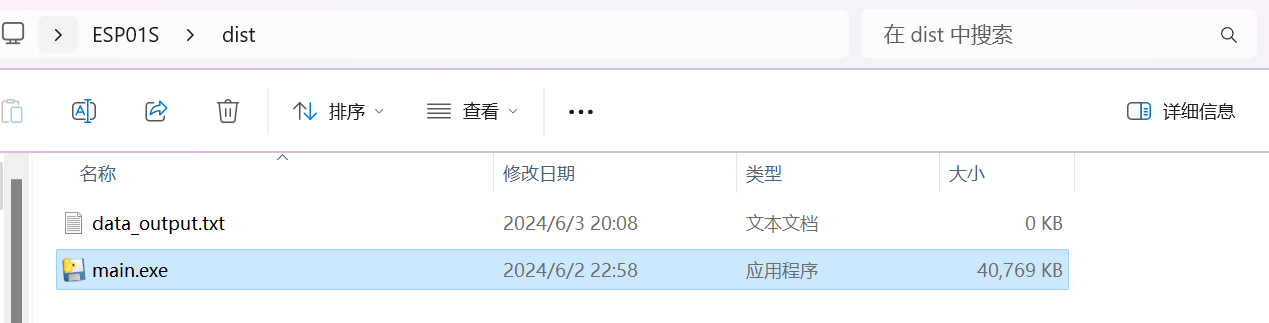 ESP01S > dist 在 dist 中搜索
排序 查看 ••• 详细信息
名称 修改日期 类型 大小
data_output.txt 2024/6/3 20:08 文本文档 0 KB
main.exe 2024/6/2 22:58 应用程序 40,769 KB